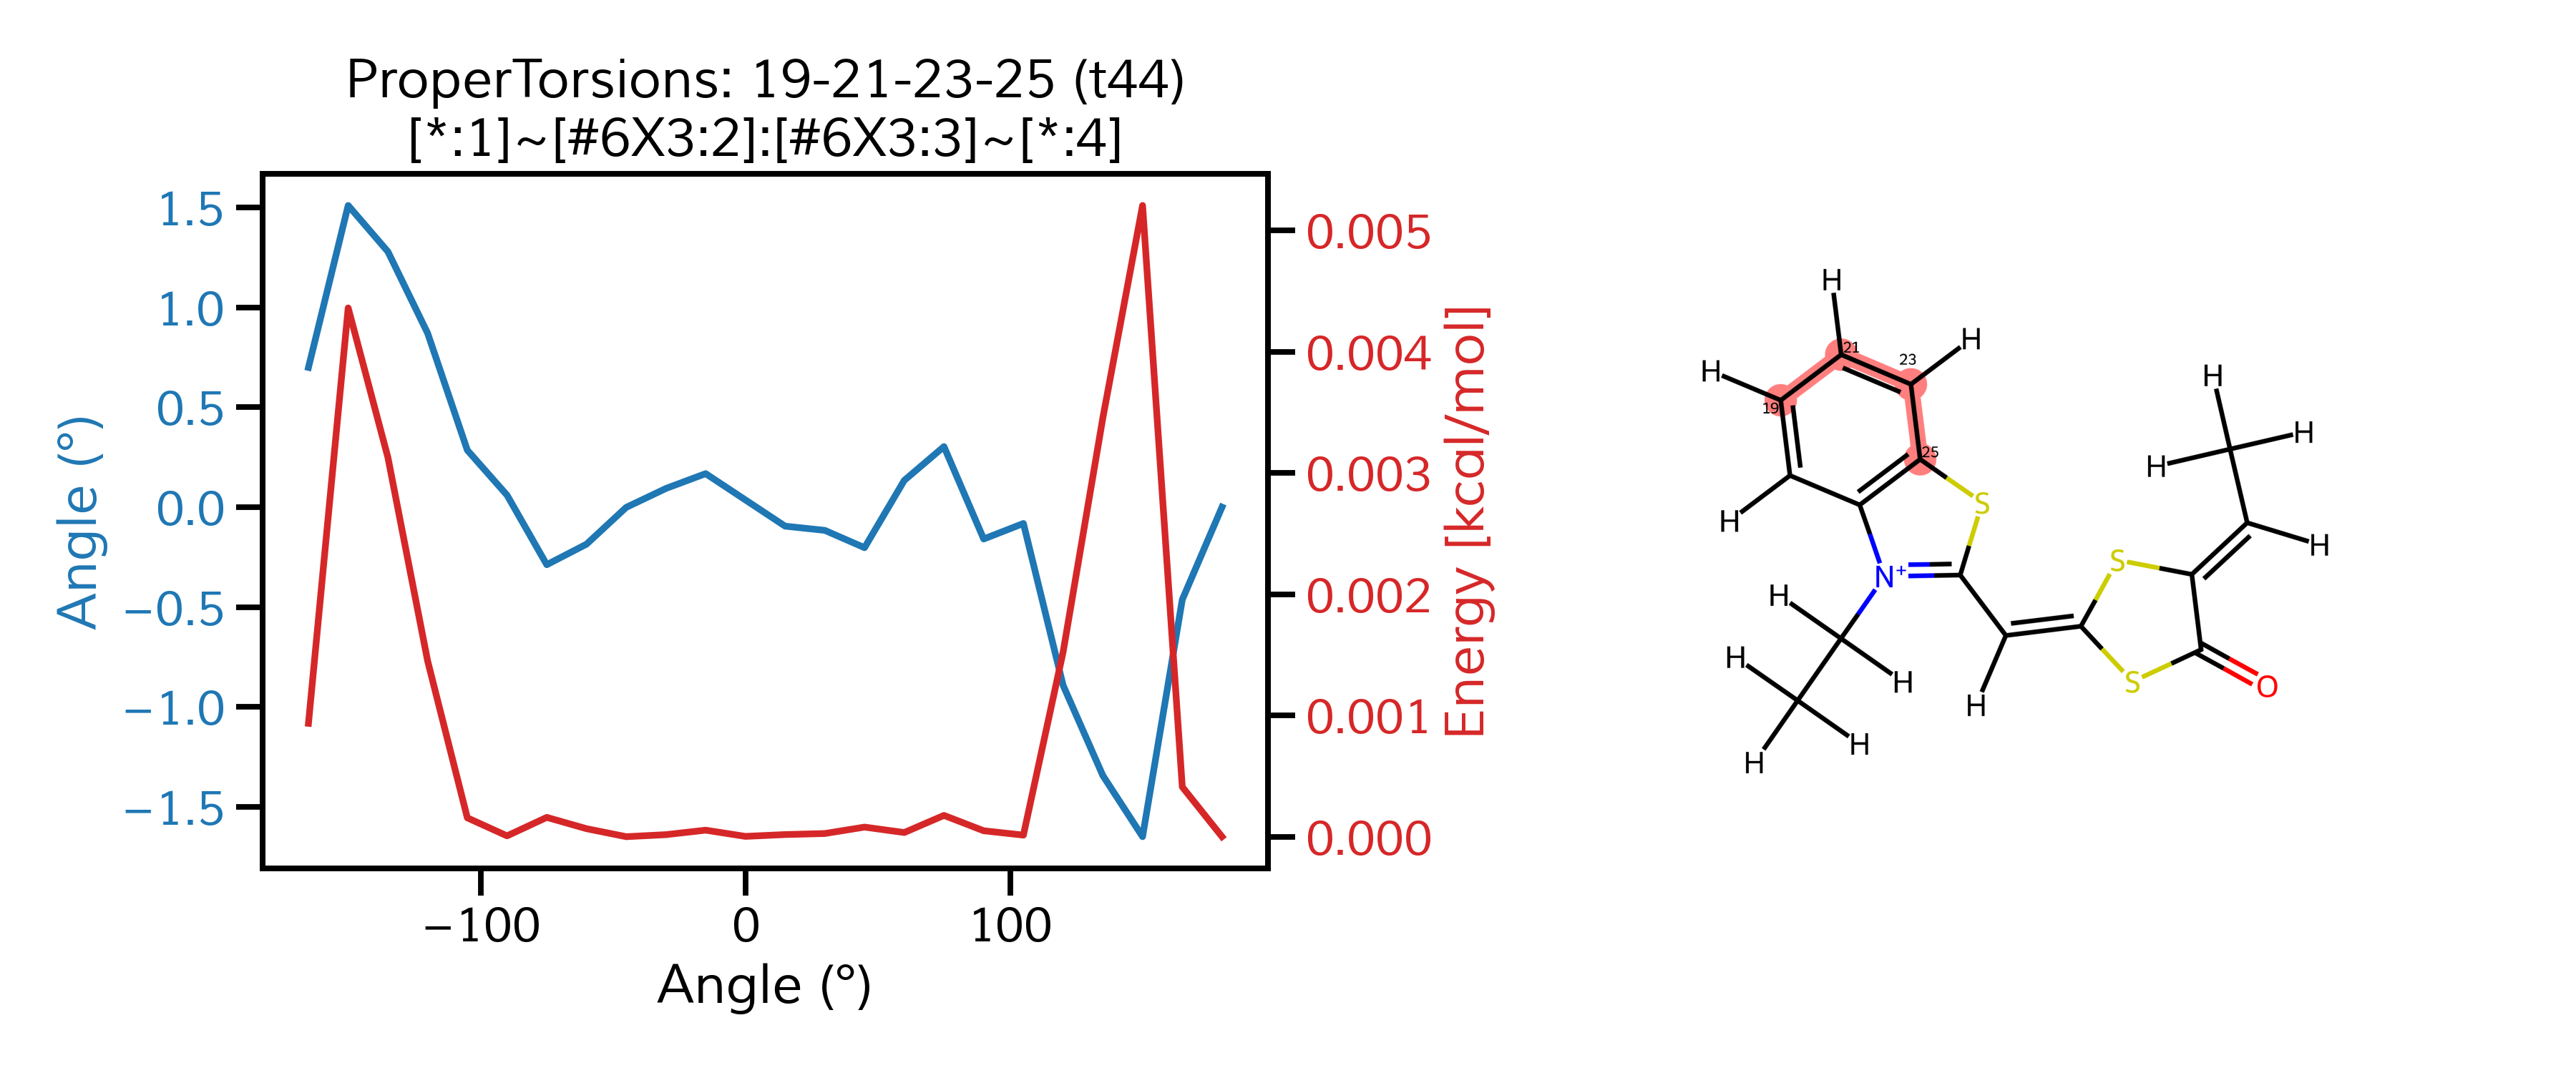 ProperTorsions: 19-21-23-25 (t44)
[*:1]~[#6X3:2]:[#6X3:3]~[*:4]
1.5
1.0
0.5
0.0
−0.5
−1.0
−1.5
Angle (°)
0.005
0.004
0.003
0.002
0.001
0.000
Energy [kcal/mol]
−100
0
100
Angle (°)
H
H
21
23
H
H
19
25
H
S
H
H
H
H
S
N+
H
H
H
S
O
H
H
H
H